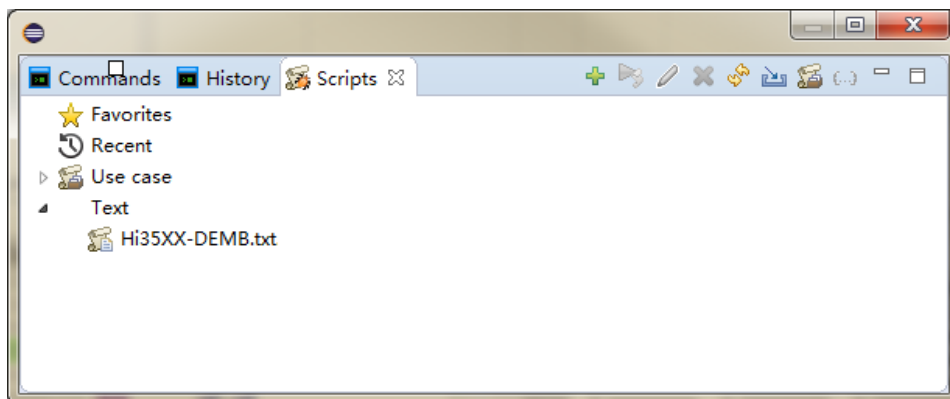 Commands History Scripts
Favorites
Recent
Use case
Text
Hi35XX-DEMB.txt